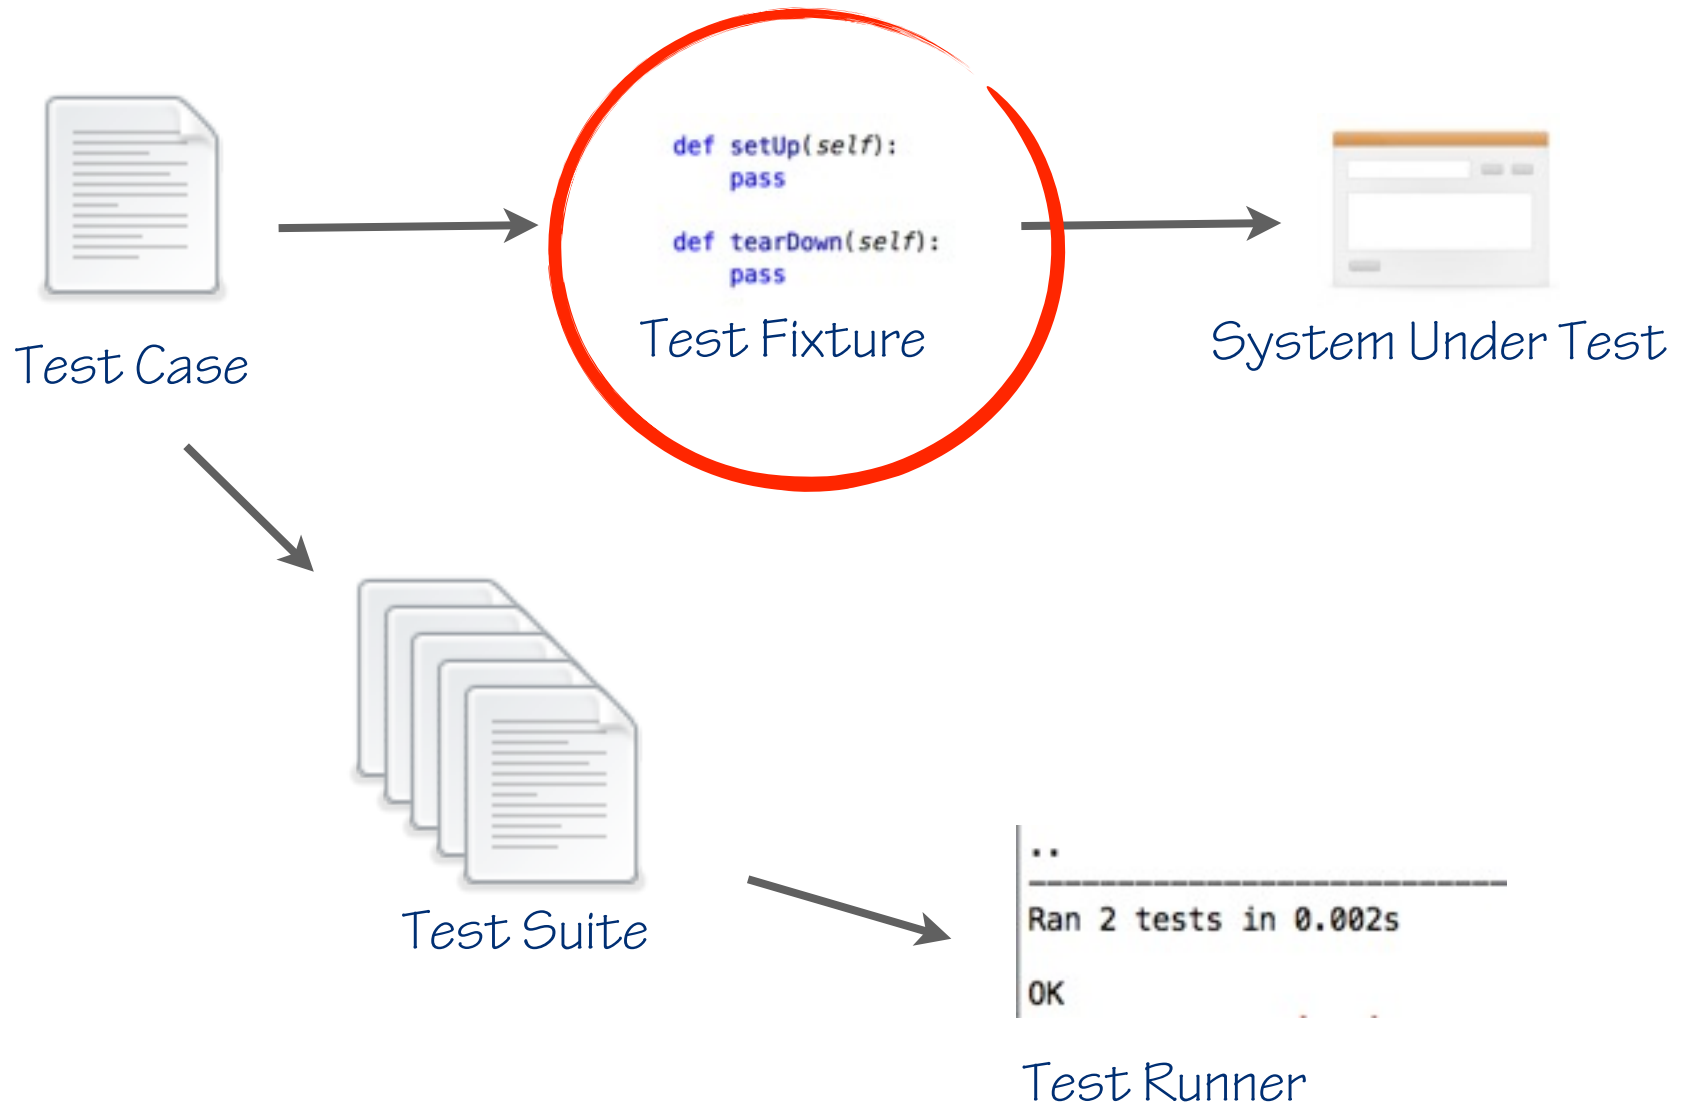 def setUp(self):
pass
def tearDown(self):
pass
Test Fixture
Test Case
System Under Test
Test Suite
..
----------------------------------
Ran 2 tests in 0.002s
OK
Test Runner